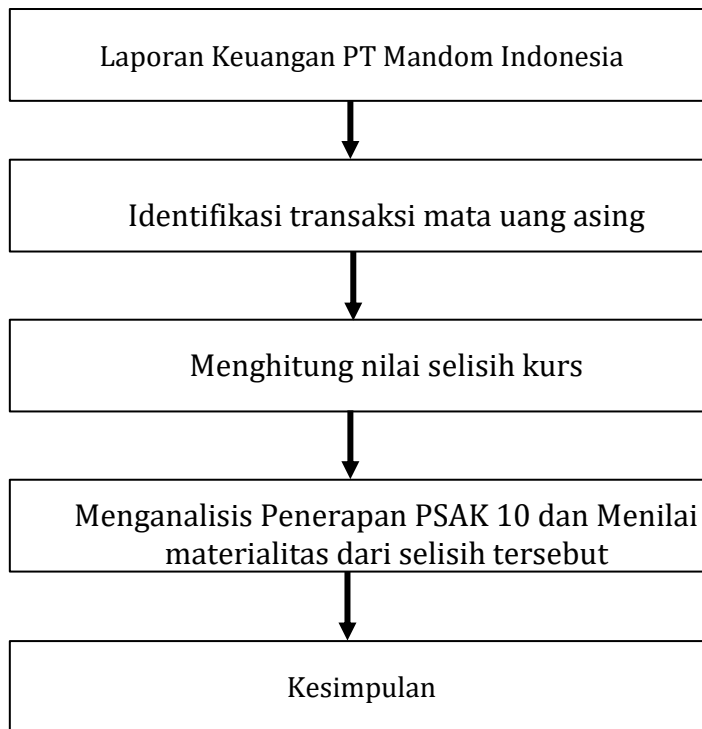 Laporan Keuangan PT Mandom Indonesia
Identifikasi transaksi mata uang asing
Menghitung nilai selisih kurs
Menganalisis Penerapan PSAK 10 dan Menilai
materialitas dari selisih tersebut
Kesimpulan